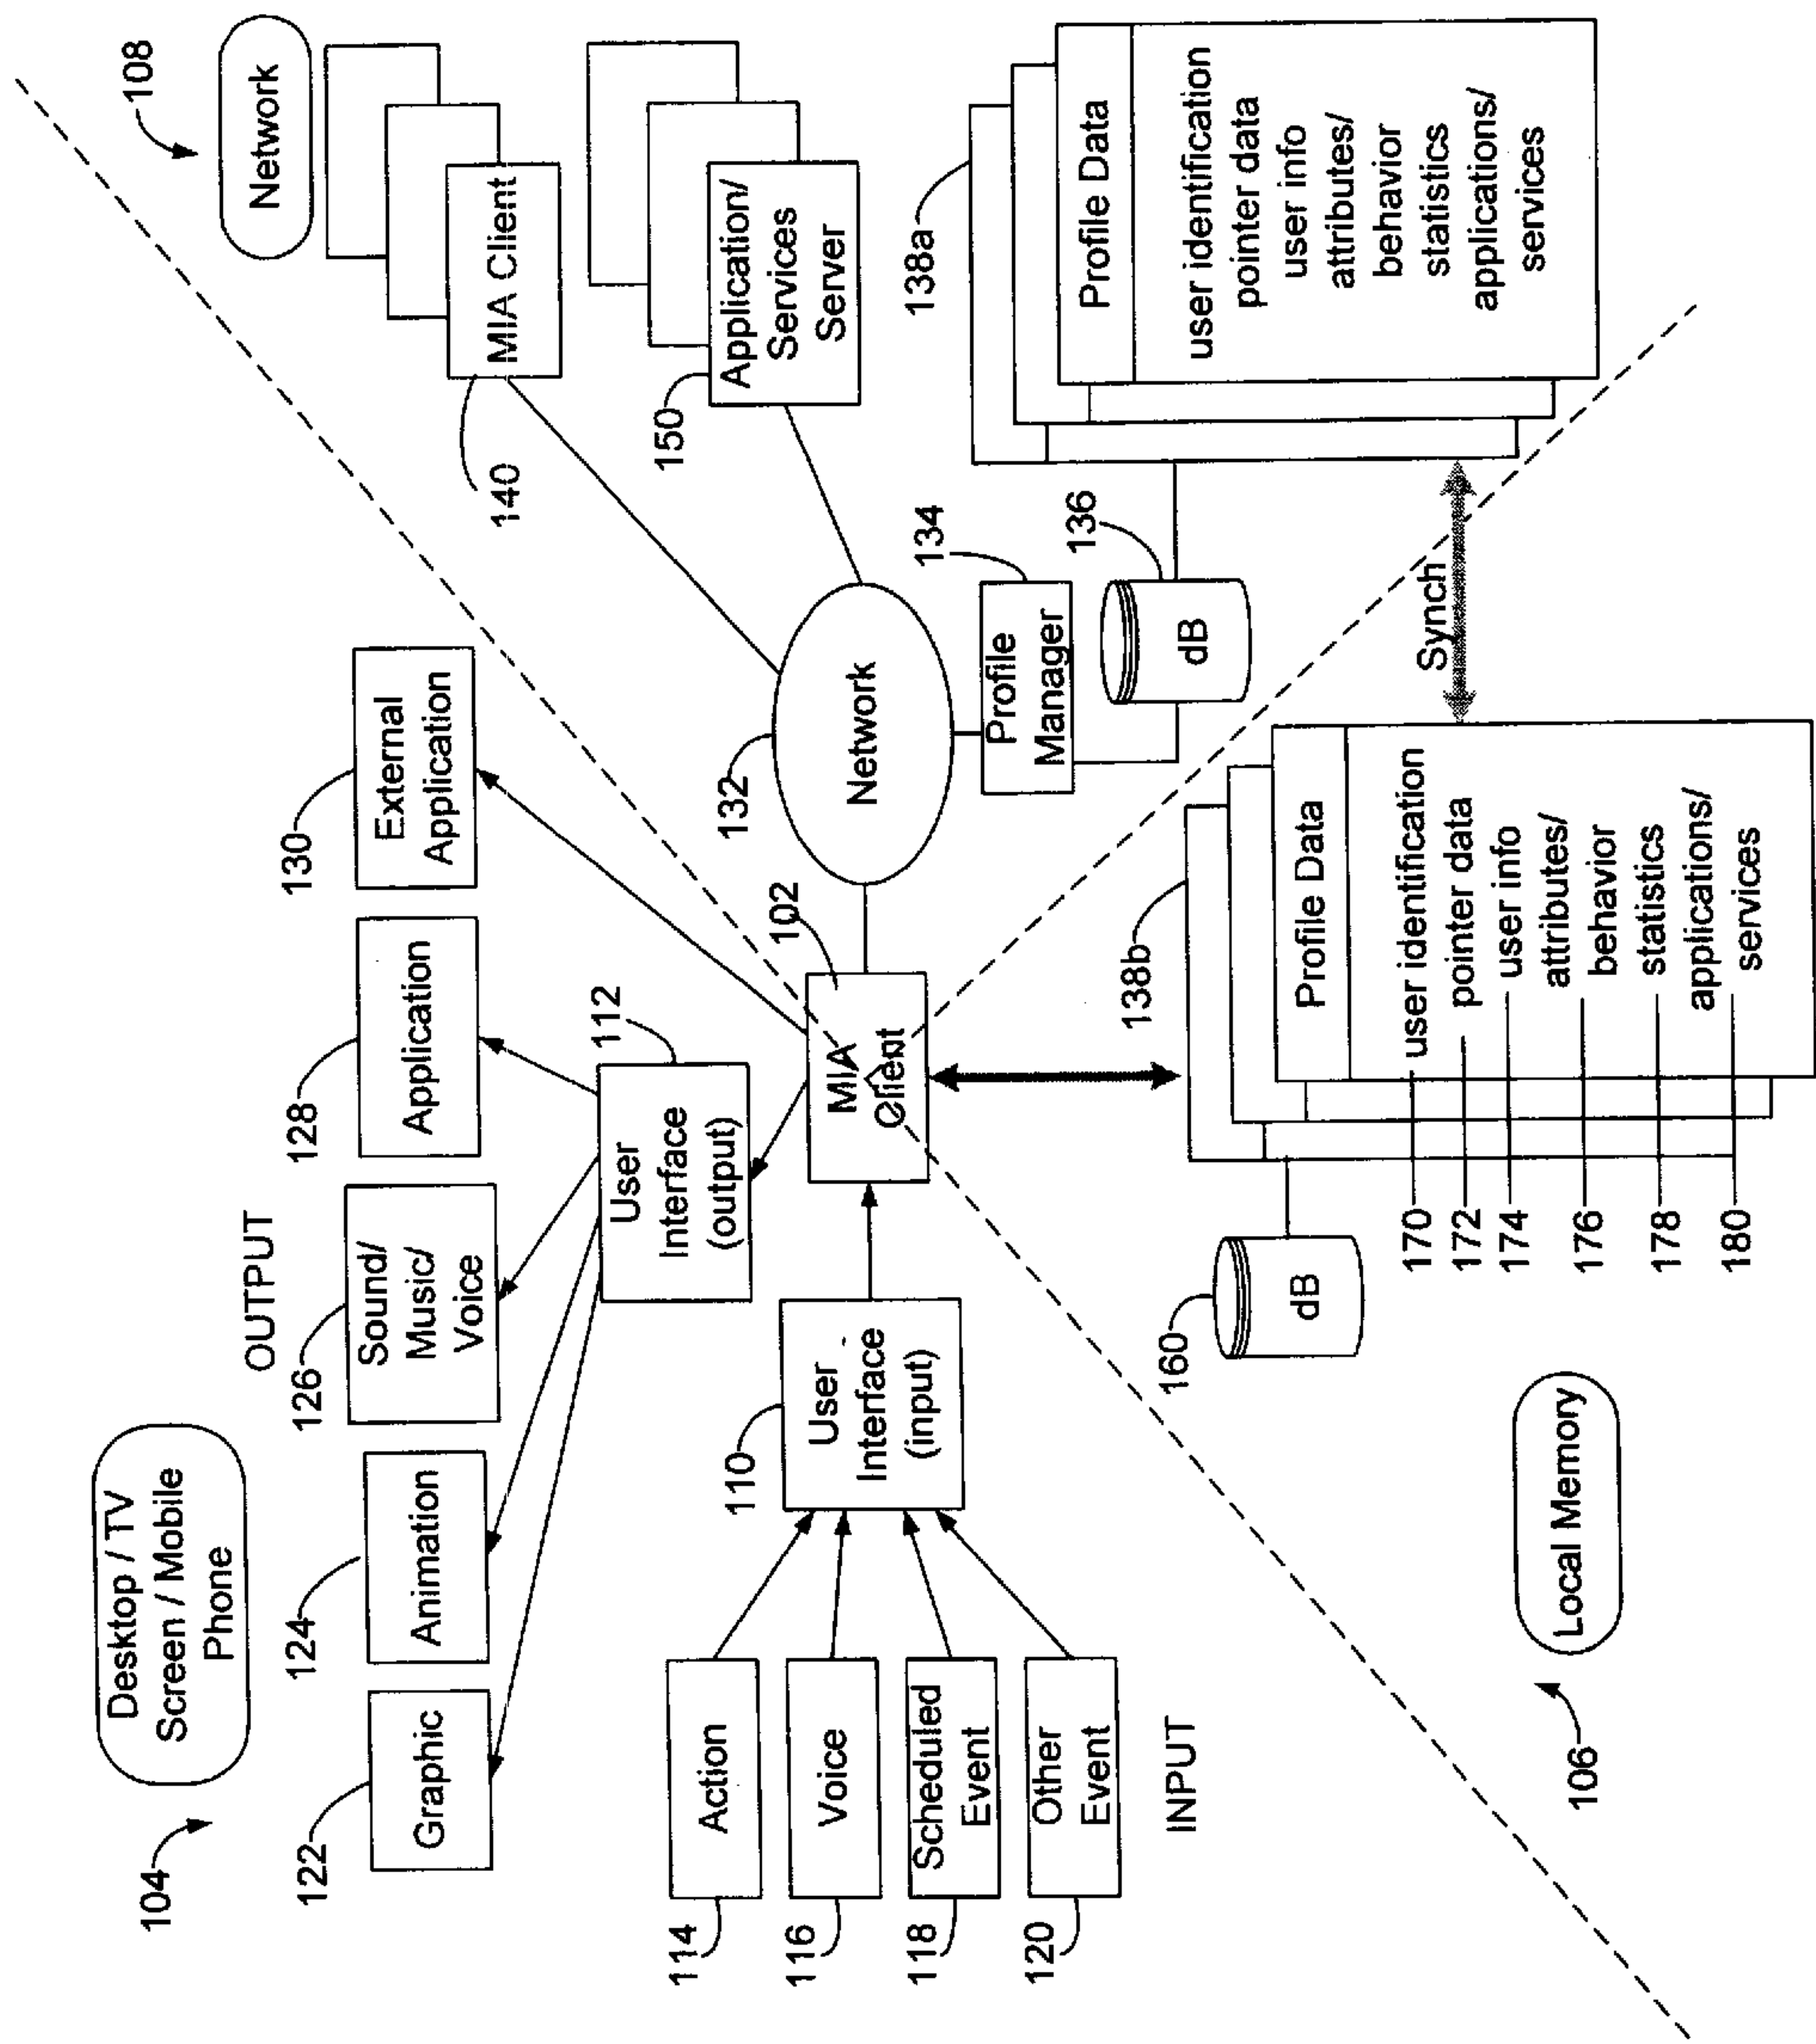 104
Desktop / TV
Screen / Mobile
Phone
OUTPUT
108
Network
122
Graphic
124
Animation
126
Sound/
Music/
Voice
128
Application
130
External
Application
MIA Client
140
114
Action
116
Voice
118
Scheduled
Event
120
Other
Event
INPUT
110
User
Interface
(input)
User
Interface
(output)
112
MIA
Client
102
132
Network
150
Application/
Services
Server
Profile
Manager
134
dB
136
138a
Profile Data
user identification
pointer data
user info
attributes/
behavior
statistics
applications/
services
Synch
106
Local Memory
160
dB
138b
Profile Data
170
user identification
172
pointer data
174
user info
176
attributes/
behavior
178
statistics
180
applications/
services